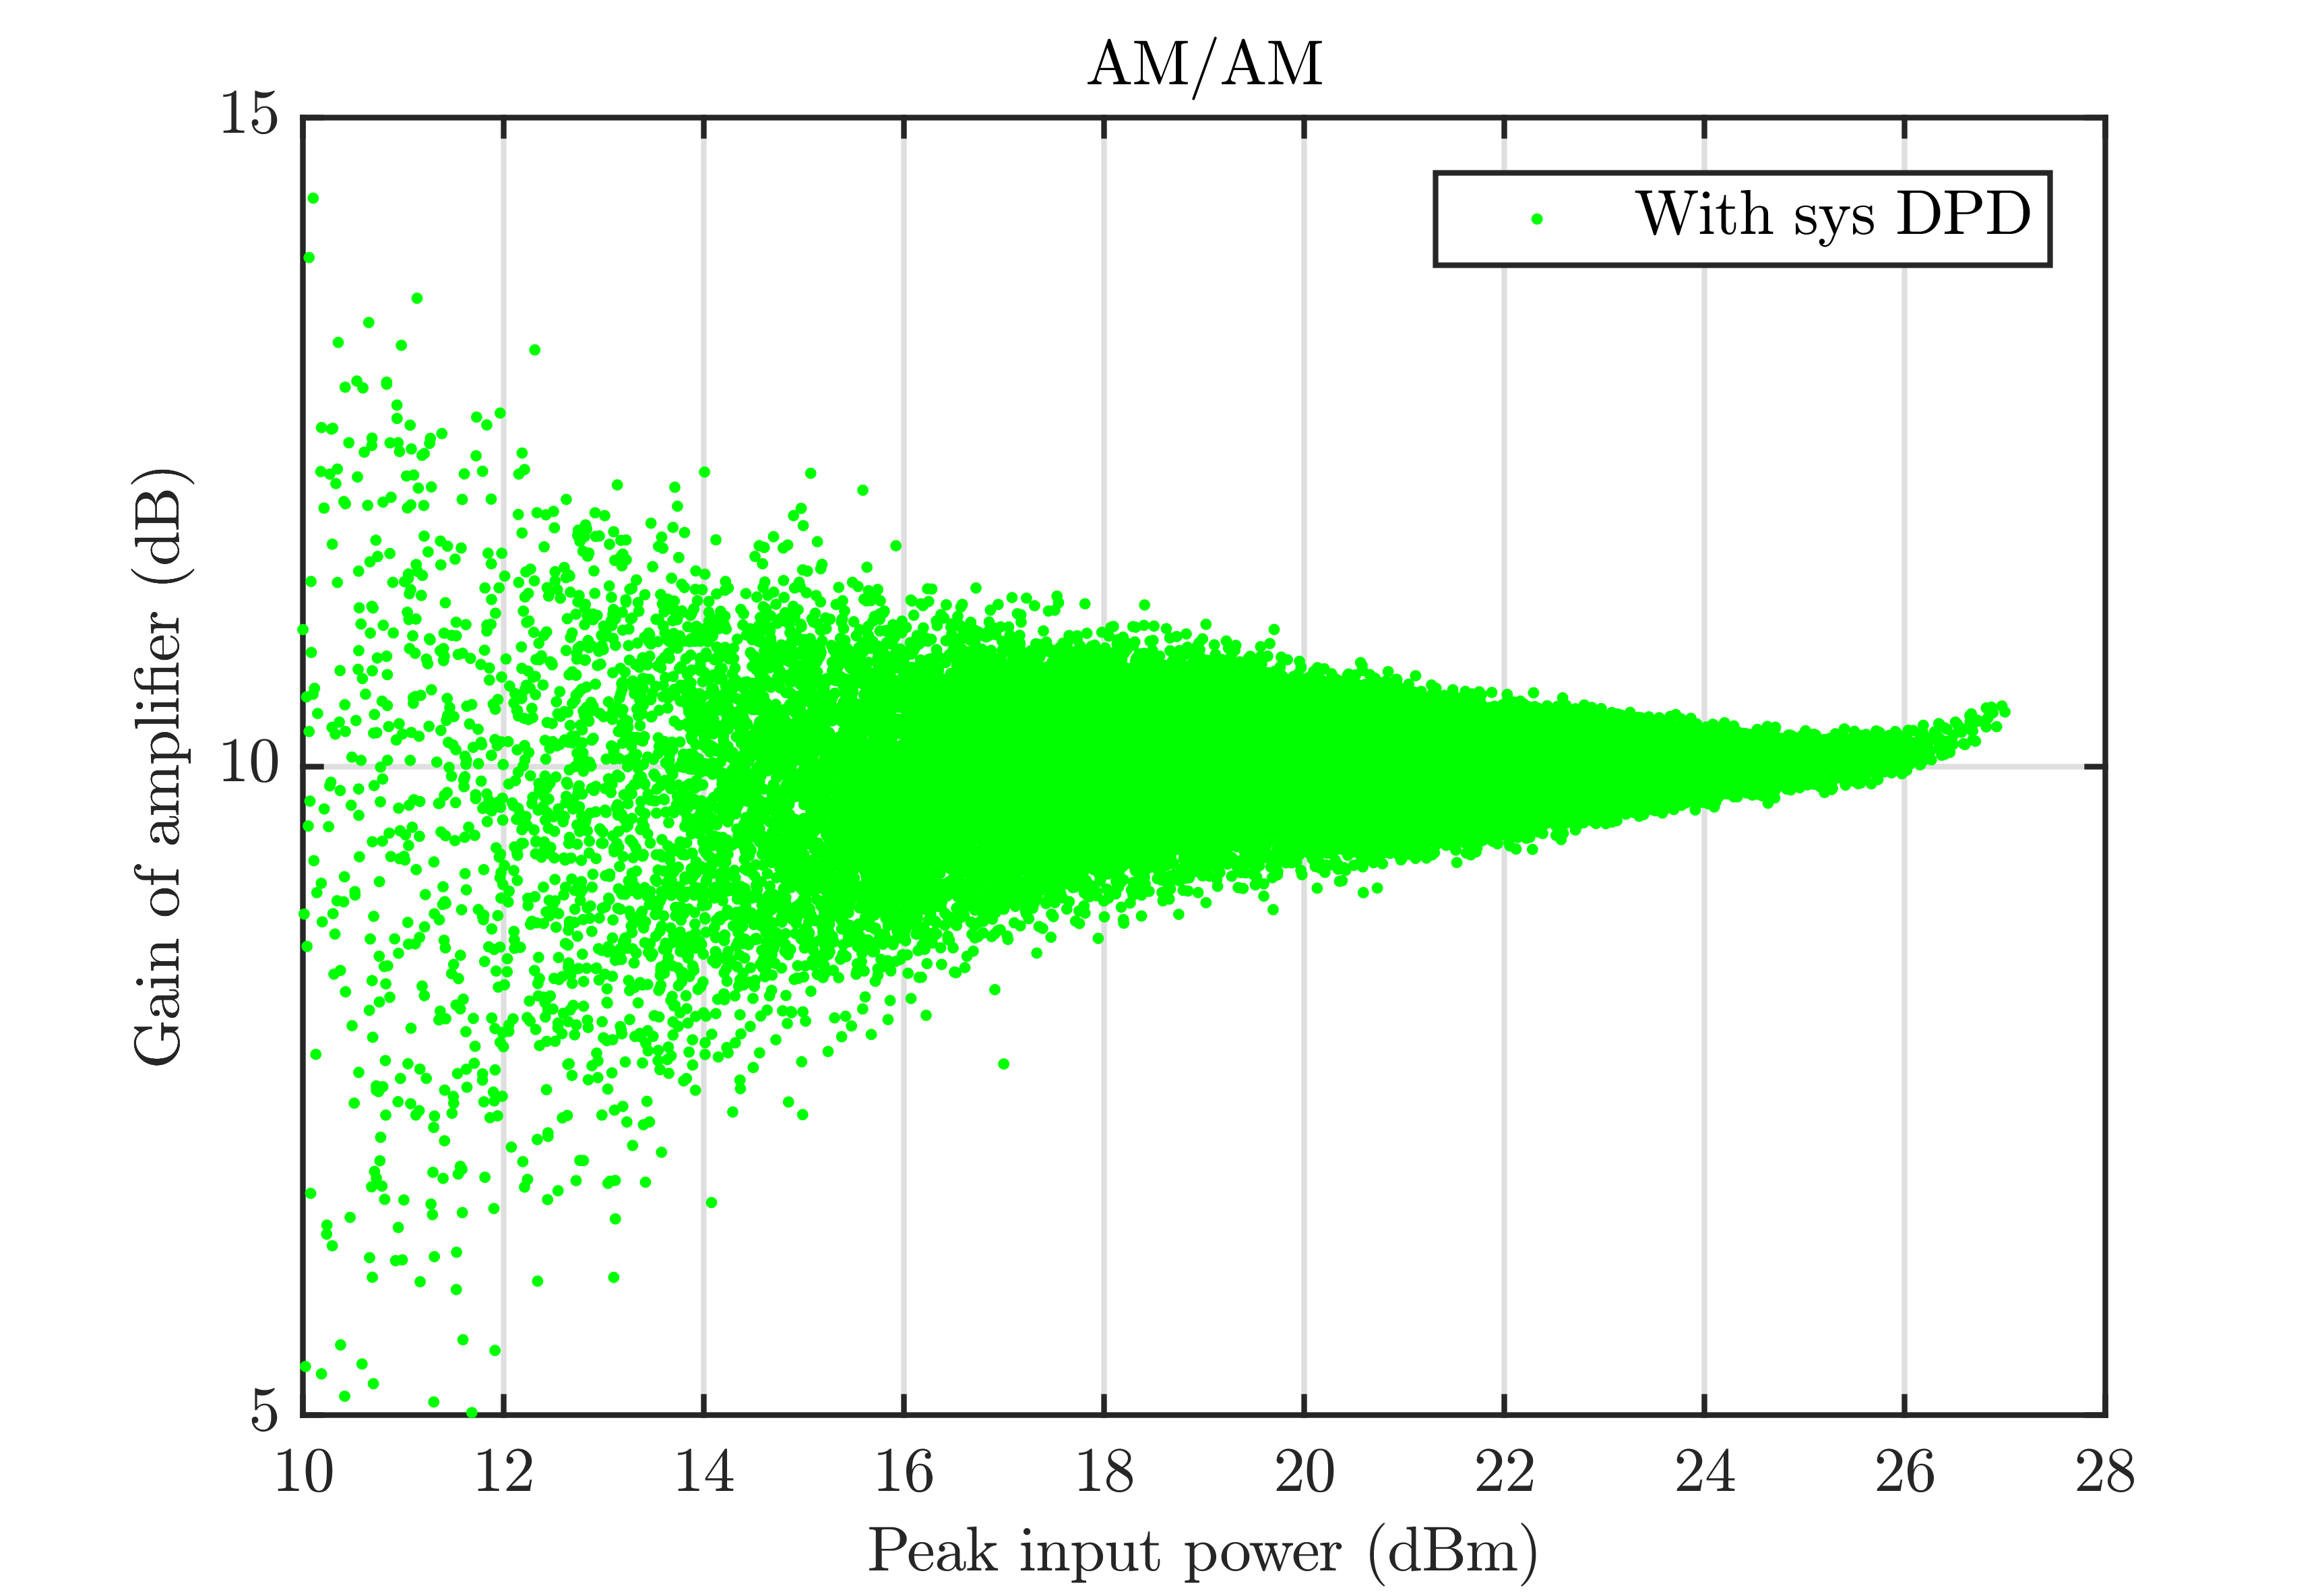 AM/AM
15
With sys DPD
Gain of amplifier (dB)
10
5
10 12 14 16 18 20 22 24 26 28
Peak input power (dBm)